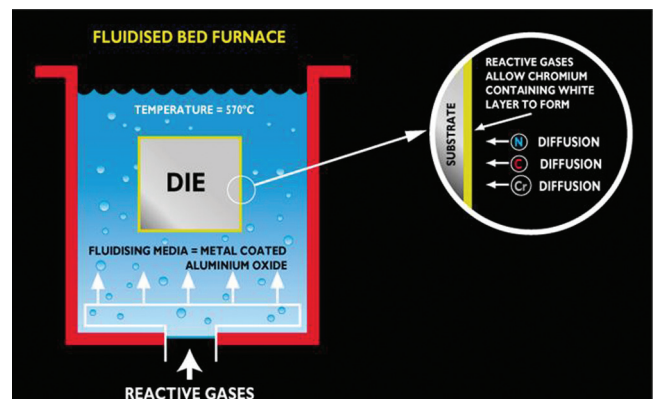 FLUIDISED BED FURNACE
TEMPERATURE = 570°C
DIE
FLUIDISING MEDIA = METAL COATED
ALUMINIUM OXIDE
REACTIVE GASES
REACTIVE GASES
ALLOW CHROMIUM
CONTAINING WHITE
LAYER TO FORM
SUBSTRATE
N DIFFUSION
C DIFFUSION
Cr DIFFUSION